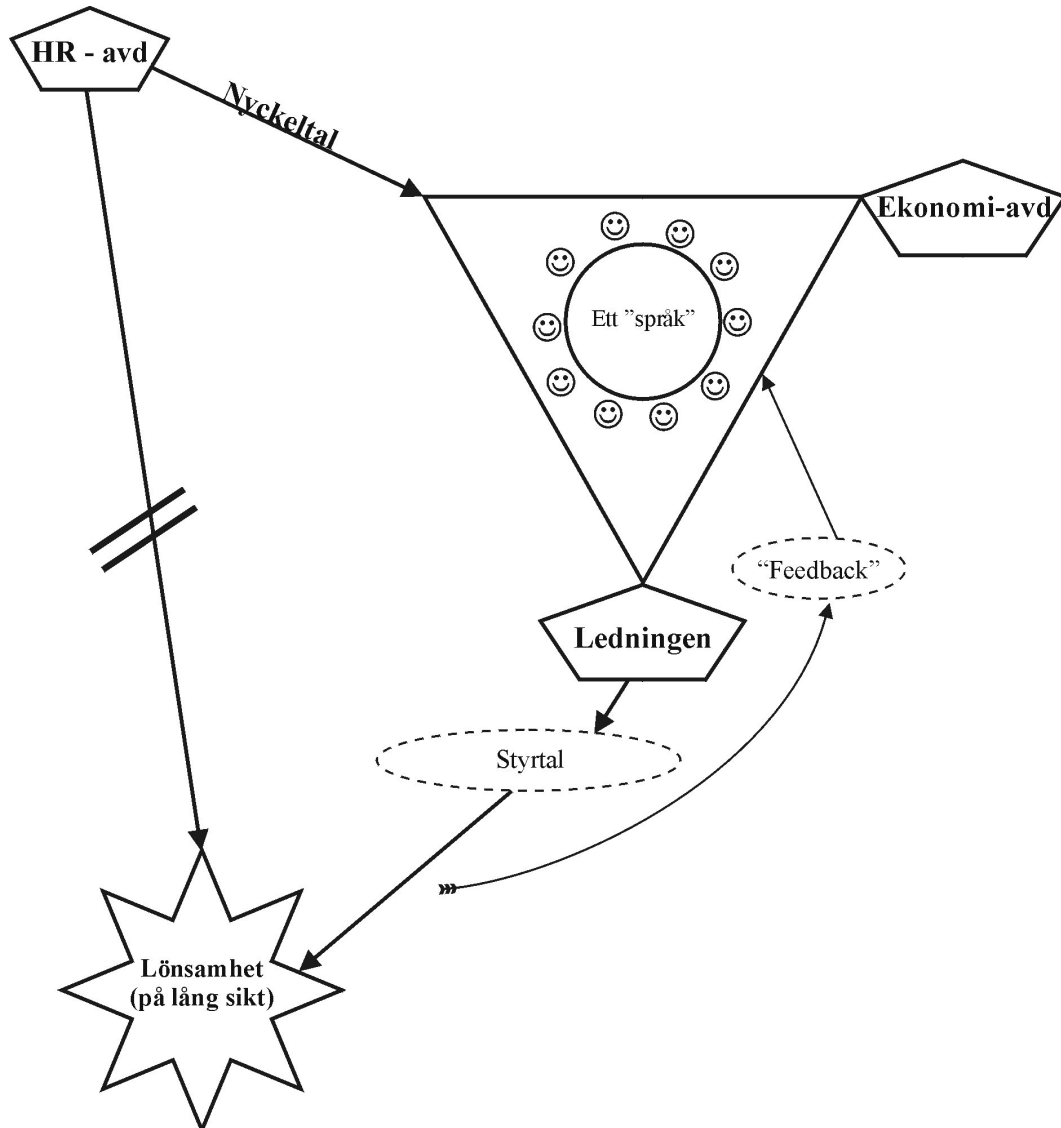 HR - avd
Nyckeltal
Ekonomi-avd
Ett ”språk”
“Feedback”
Ledningen
Styrtal
Lönsamhet
(på lång sikt)